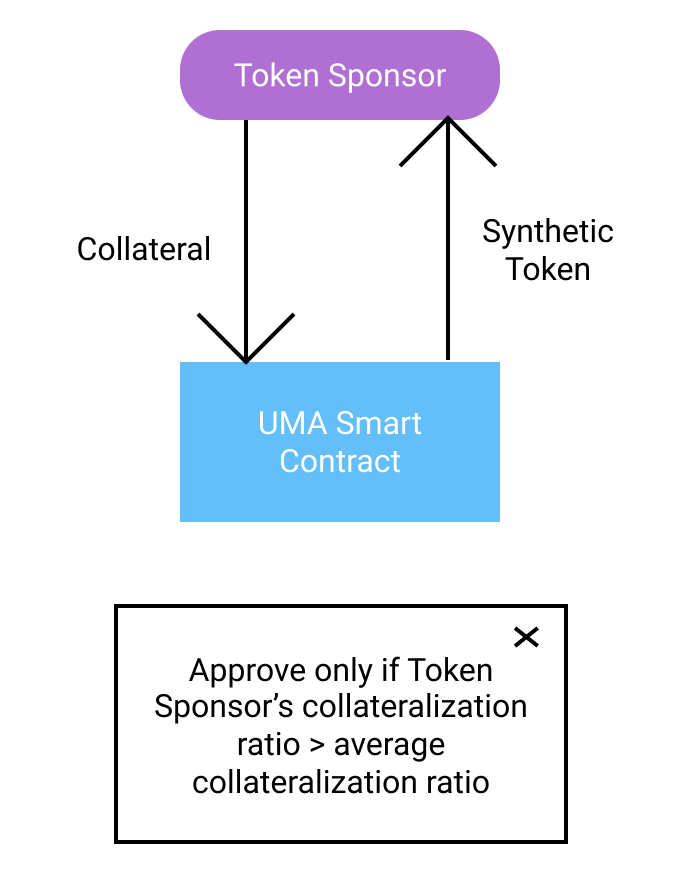 Token Sponsor
Collateral
Synthetic
Token
UMA Smart
Contract
Approve only if Token
Sponsor’s collateralization
ratio > average
collateralization ratio